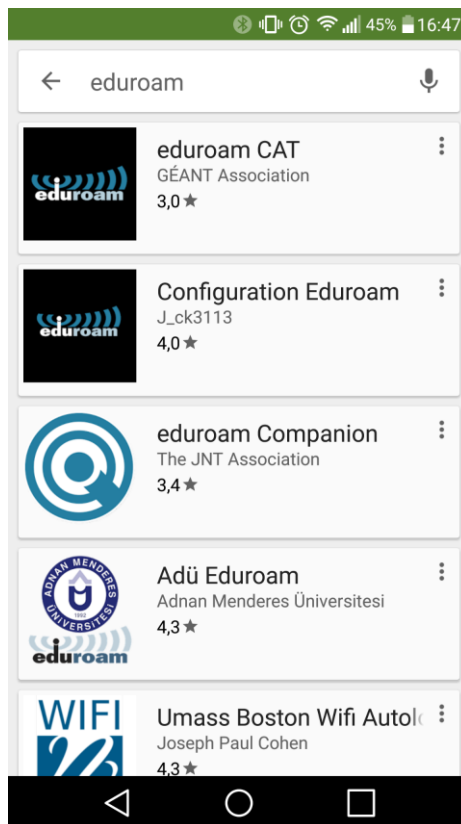 45% 16:47
eduroam
eduroam
eduroam CAT
GÉANT Association
3,0★
eduroam
Configuration Eduroam
J_ck3113
4,0★
eduroam Companion
The JNT Association
3,4★
ADNAN MENDERES
ÜNİVERSİTESİ
1992
eduroam
Adü Eduroam
Adnan Menderes Üniversitesi
4,3★
WIFI
Umass Boston Wifi Autolo
Joseph Paul Cohen
4,3★